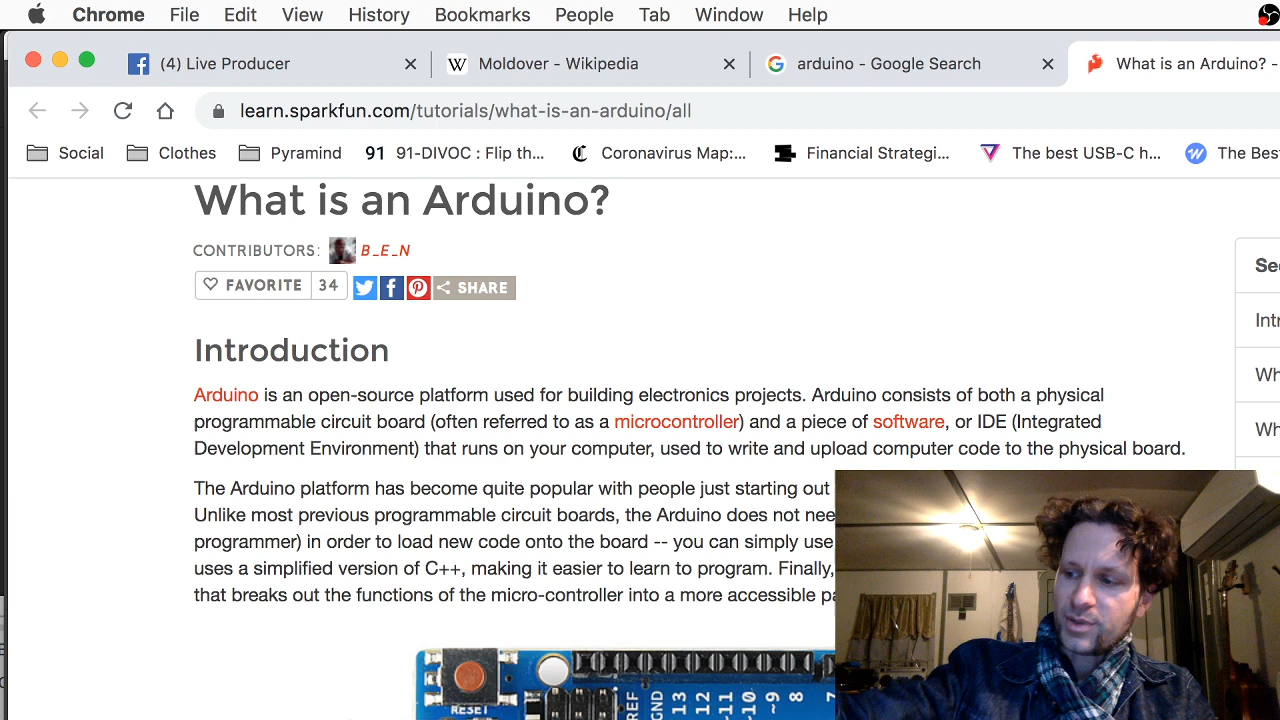 Chrome File Edit View History Bookmarks People Tab Window Help
(4) Live Producer Moldover - Wikipedia arduino - Google Search What is an Arduino? -
learn.sparkfun.com/tutorials/what-is-an-arduino/all
Social Clothes Pyramind 91 91-DIVOC : Flip th... Coronavirus Map:... Financial Strategi... The best USB-C h... The Bes
What is an Arduino?
CONTRIBUTORS: B_E_N
FAVORITE 34 SHARE
Introduction
Arduino is an open-source platform used for building electronics projects. Arduino consists of both a physical
programmable circuit board (often referred to as a microcontroller) and a piece of software, or IDE (Integrated
Development Environment) that runs on your computer, used to write and upload computer code to the physical board.
The Arduino platform has become quite popular with people just starting out
Unlike most previous programmable circuit boards, the Arduino does not nee
programmer) in order to load new code onto the board -- you can simply use
uses a simplified version of C++, making it easier to learn to program. Finally,
that breaks out the functions of the micro-controller into a more accessible pa
Se
Intr
Wh
Wh
RESET
REF
GND
13
12
~11
~10
~9
8
7